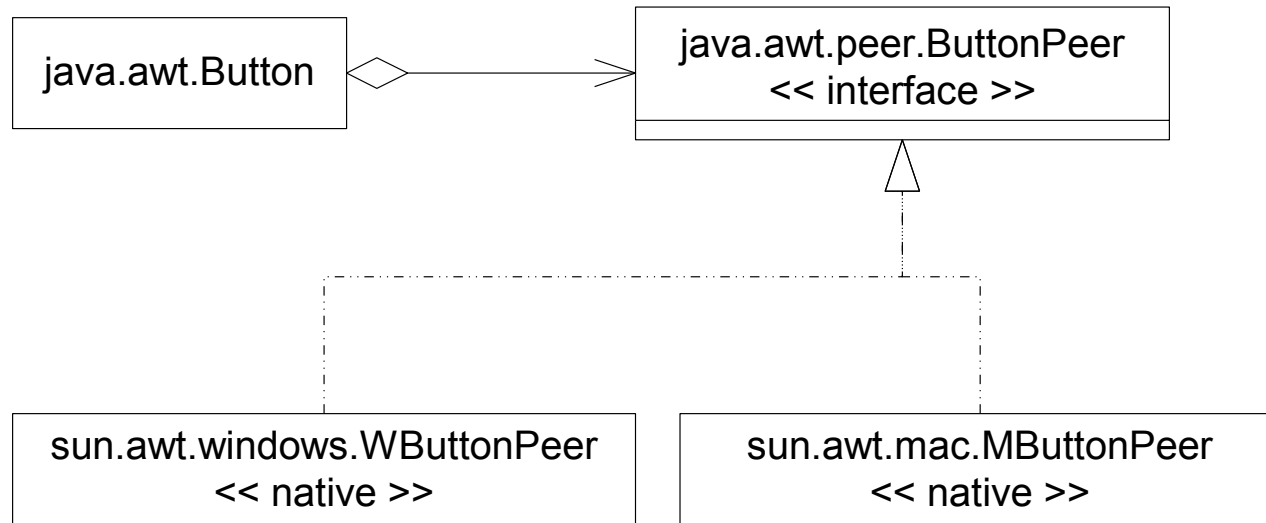 java.awt.Button
java.awt.peer.ButtonPeer
<< interface >>
sun.awt.windows.WButtonPeer
<< native >>
sun.awt.mac.MButtonPeer
<< native >>